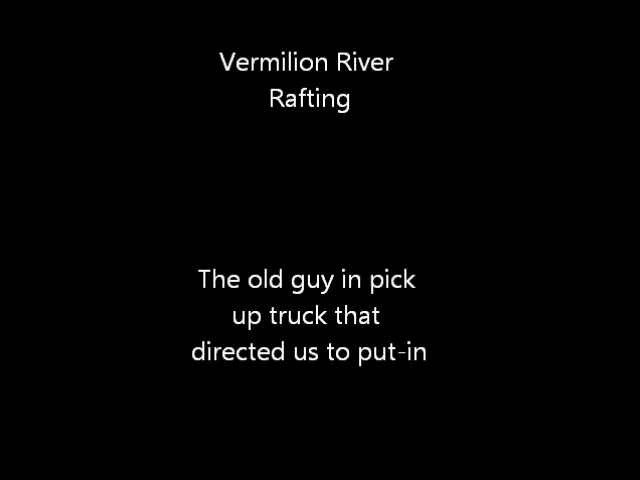 Vermilion River
Rafting
The old guy in pick
up truck that
directed us to put-in